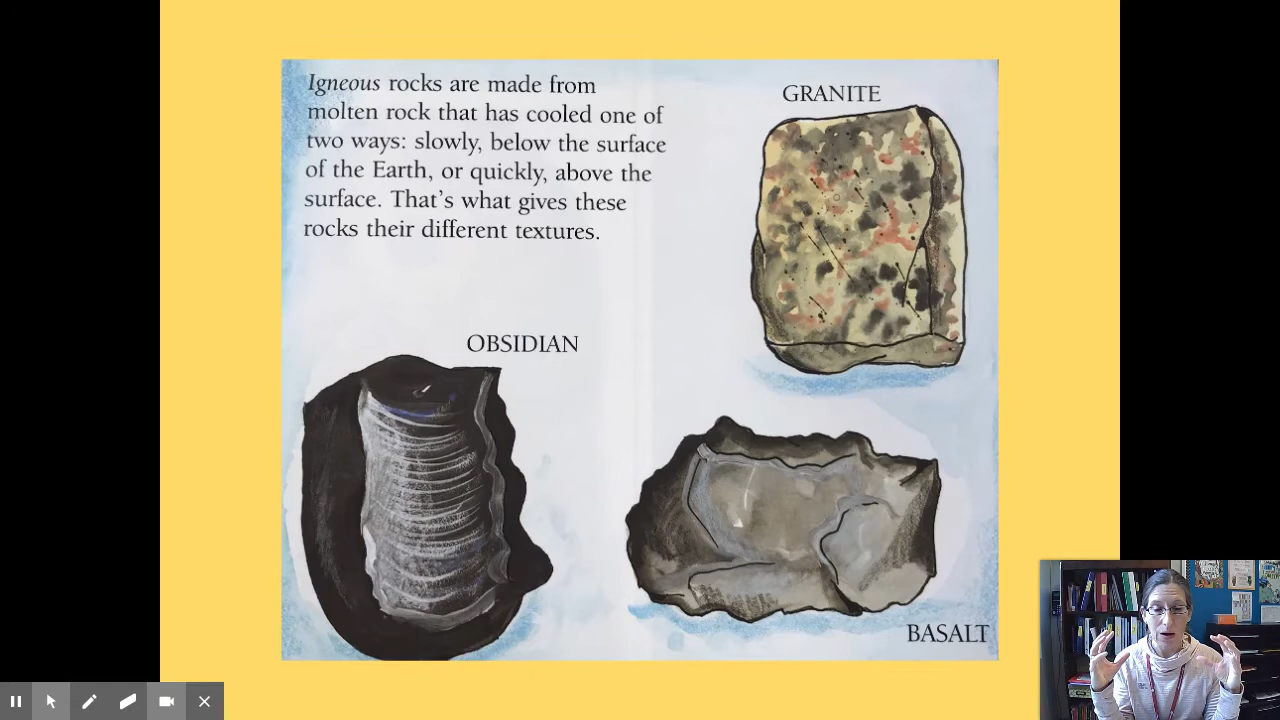 Igneous rocks are made from
molten rock that has cooled one of
two ways: slowly, below the surface
of the Earth, or quickly, above the
surface. That's what gives these
rocks their different textures.
GRANITE
OBSIDIAN
BASALT